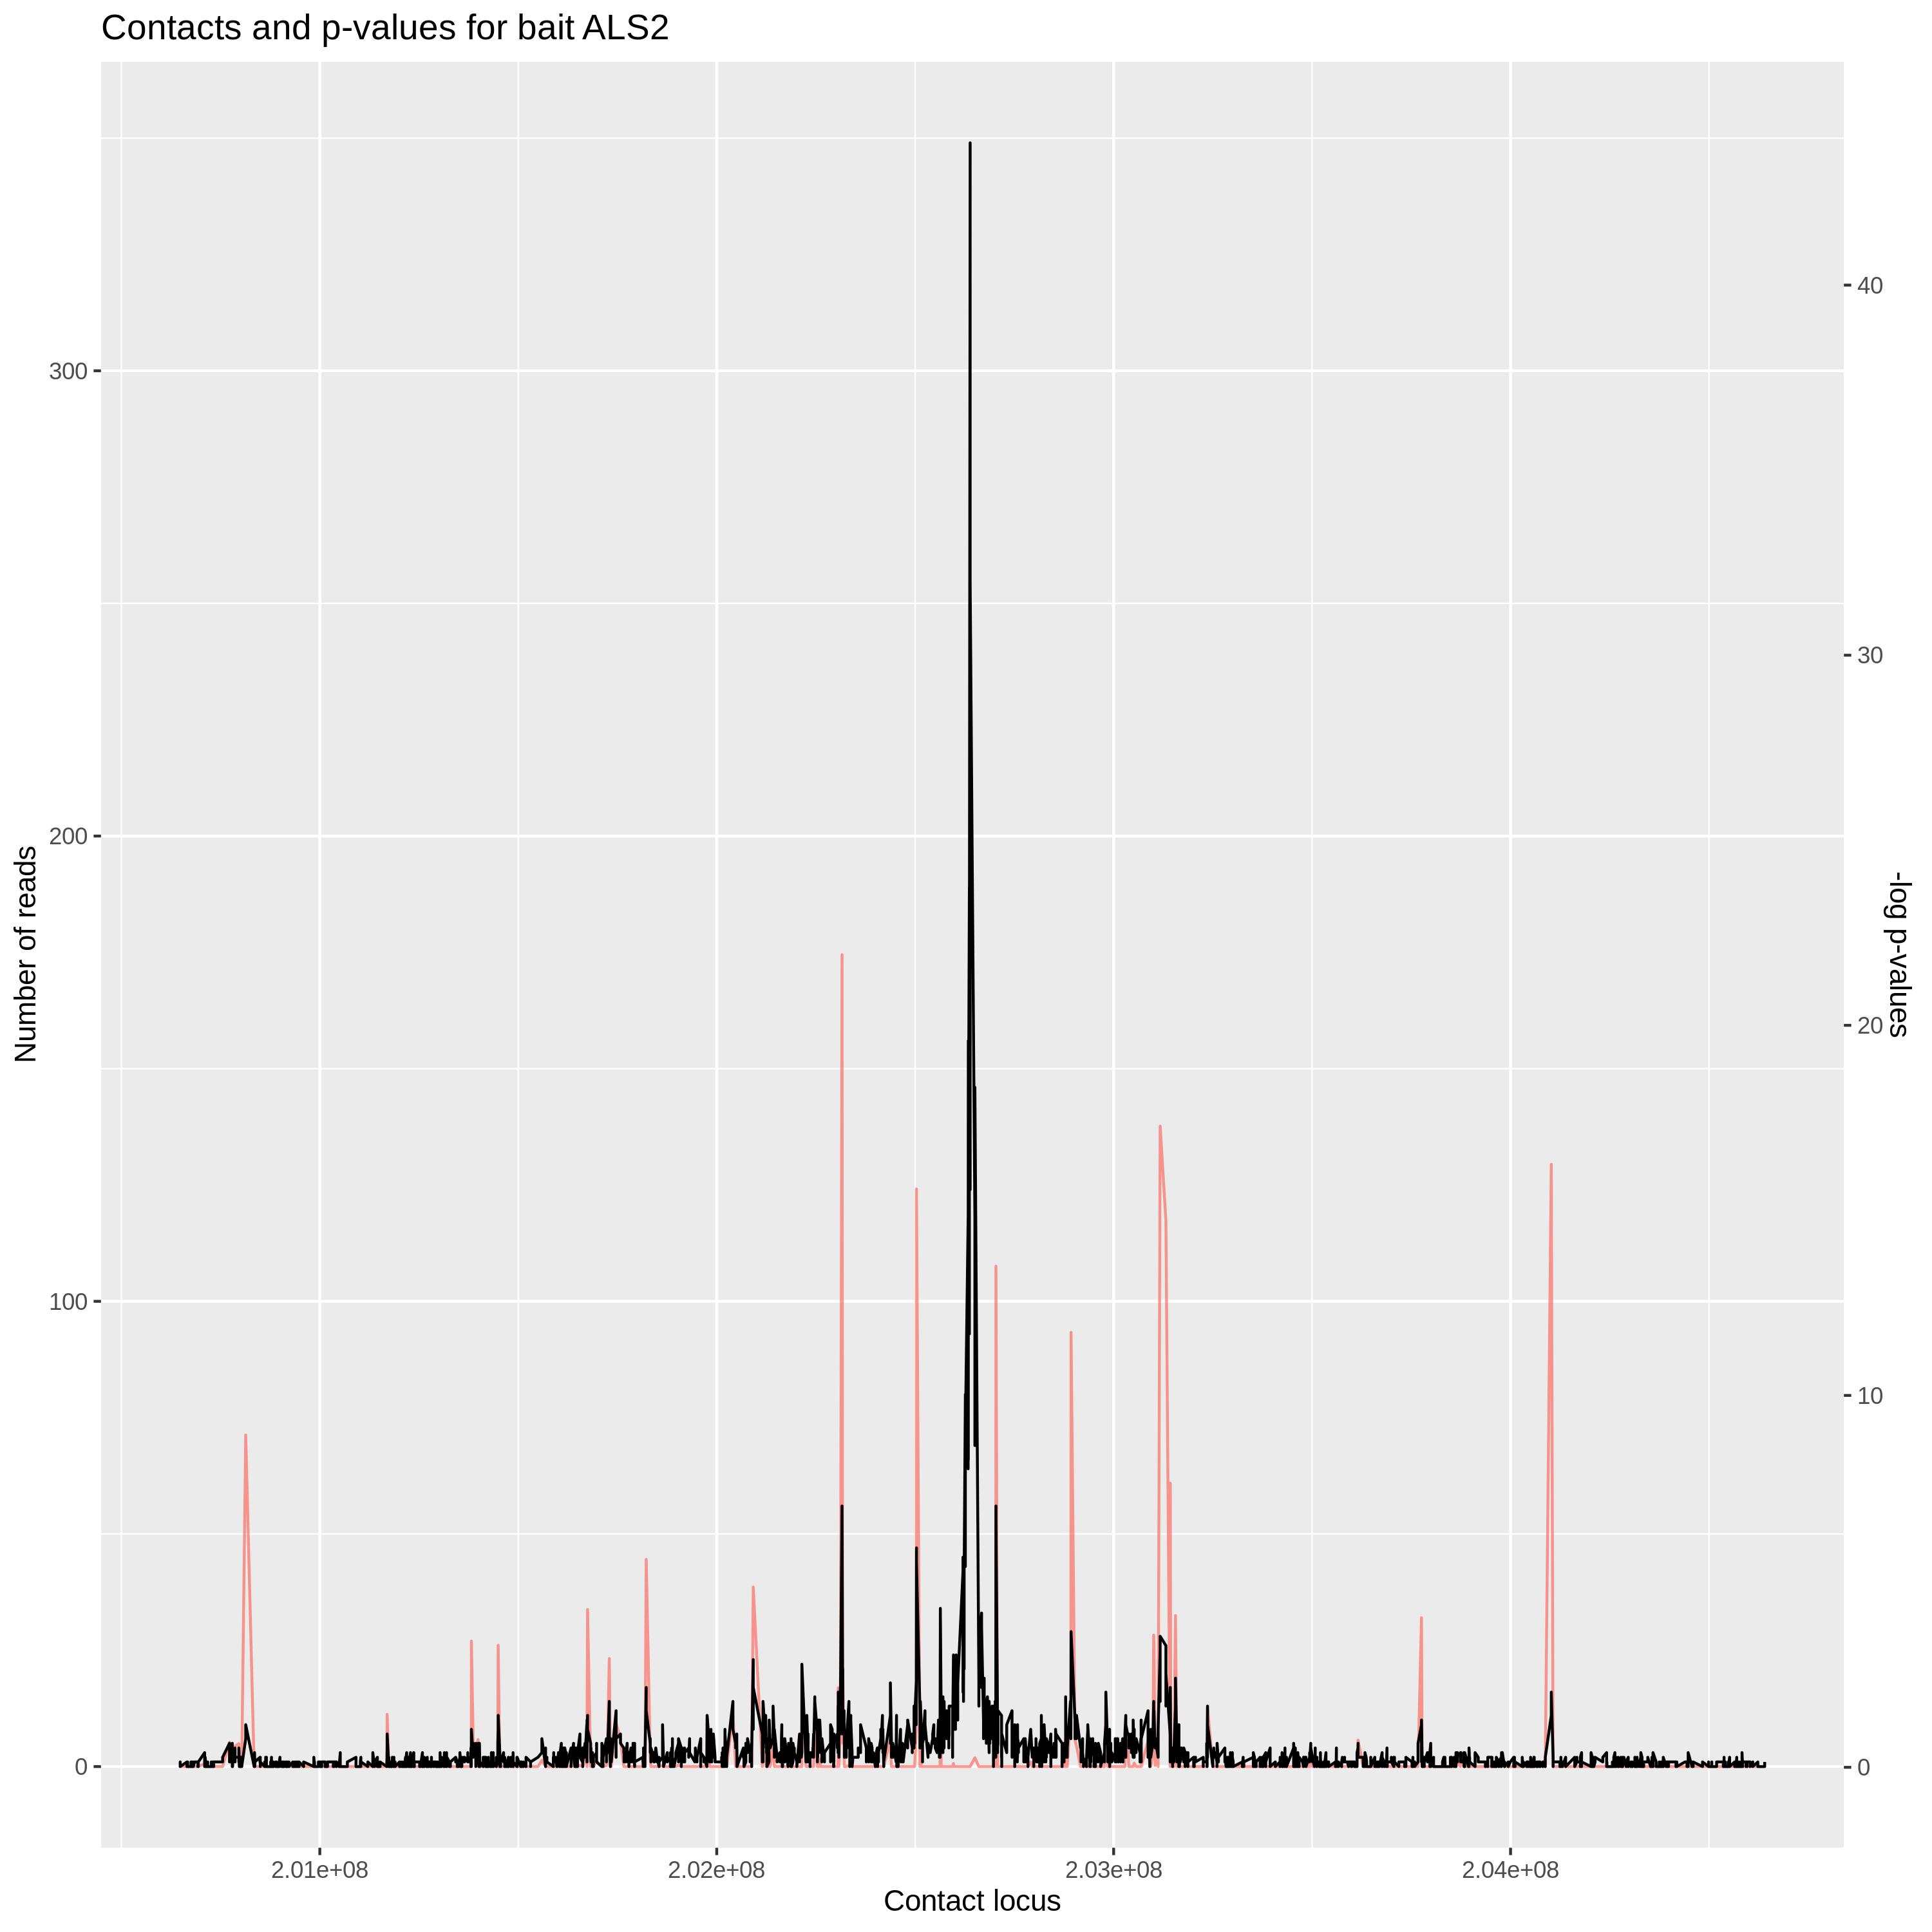 Contacts and p-values for bait ALS2
Number of reads
300
200
100
0
40
30
20
10
0
-log p-values
2.01e+08 2.02e+08 2.03e+08 2.04e+08
Contact locus